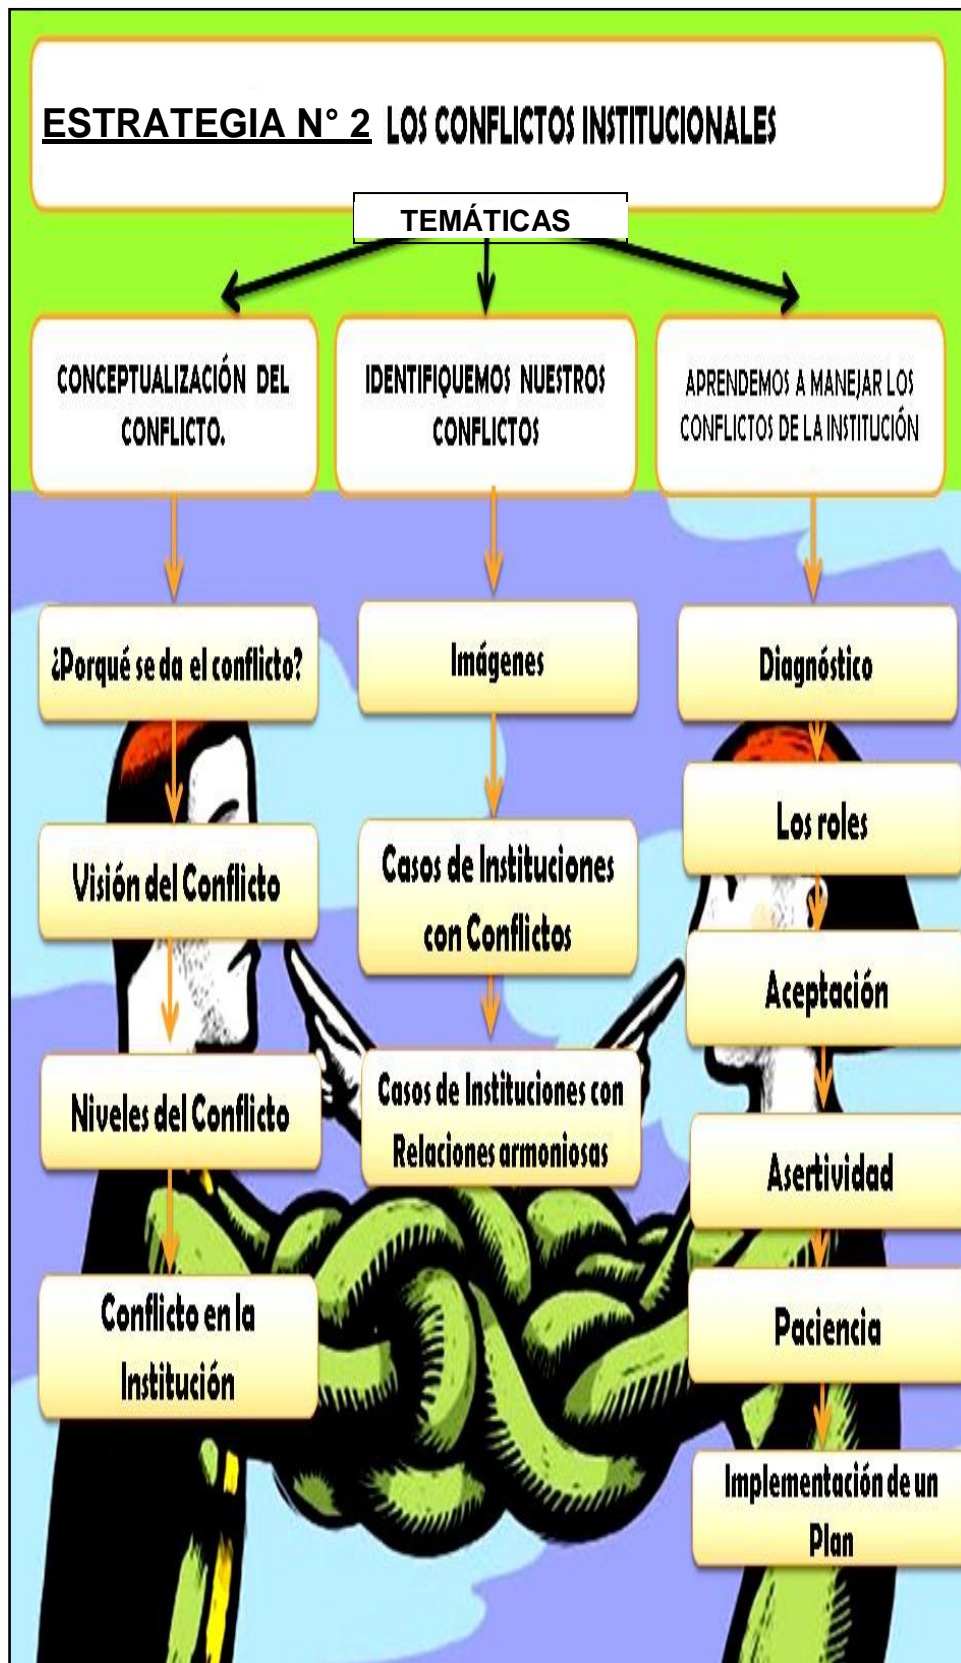 ESTRATEGIA N° 2 LOS CONFLICTOS INSTITUCIONALES
TEMÁTICAS
CONCEPTUALIZACIÓN DEL
CONFLICTO.
¿Porqué se da el conflicto?
Visión del Conflicto
Niveles del Conflicto
Conflicto en la
Institución
IDENTIFIQUEMOS NUESTROS
CONFLICTOS
Imágenes
Casos de Instituciones
con Conflictos
Casos de Instituciones con
Relaciones armoniosas
APRENDEMOS A MANEJAR LOS
CONFLICTOS DE LA INSTITUCIÓN
Diagnóstico
Los roles
Aceptación
Asertividad
Paciencia
Implementación de un
Plan